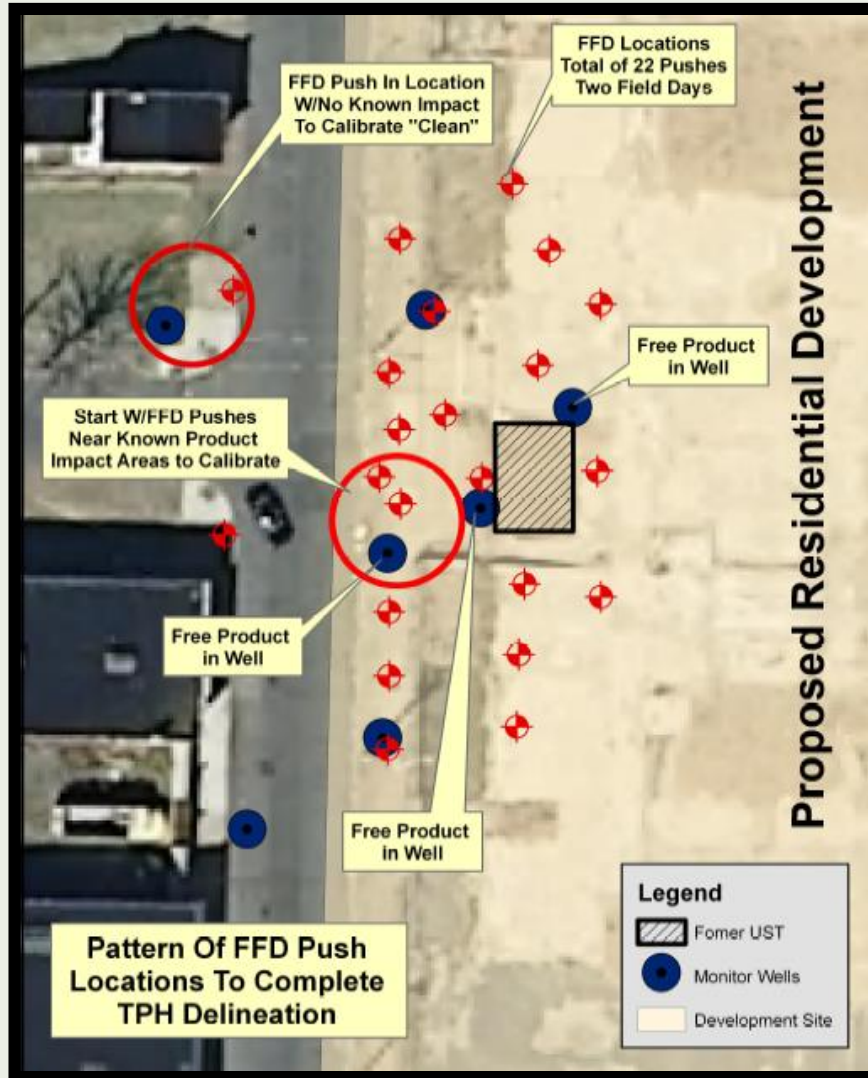 FFD Locations
Total of 22 Pushes
Two Field Days
FFD Push In Location
W/No Known Impact
To Calibrate "Clean"
Proposed Residential Development
Free Product
in Well
Start W/FFD Pushes
Near Known Product
Impact Areas to Calibrate
Free Product
in Well
Free Product
in Well
Pattern Of FFD Push
Locations To Complete
TPH Delineation
Legend
Fomer UST
Monitor Wells
Development Site